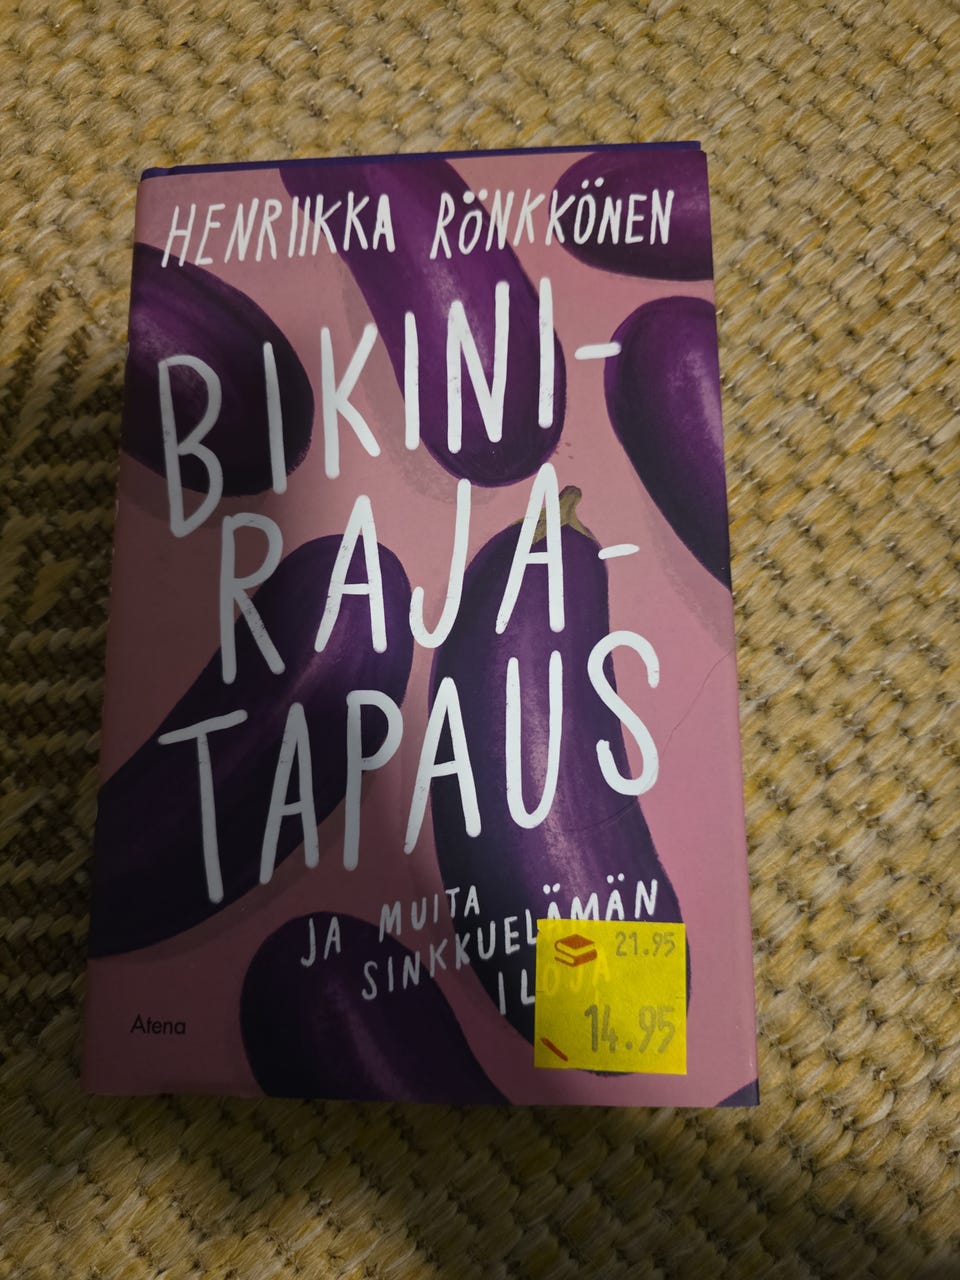 HENRIIKKA RÖNKKÖNEN
BIKINI-
RAJA-
TAPAUS
JA MUITA
SINKKUELÄMÄN
ILOJA
21.95
14.95
Atena